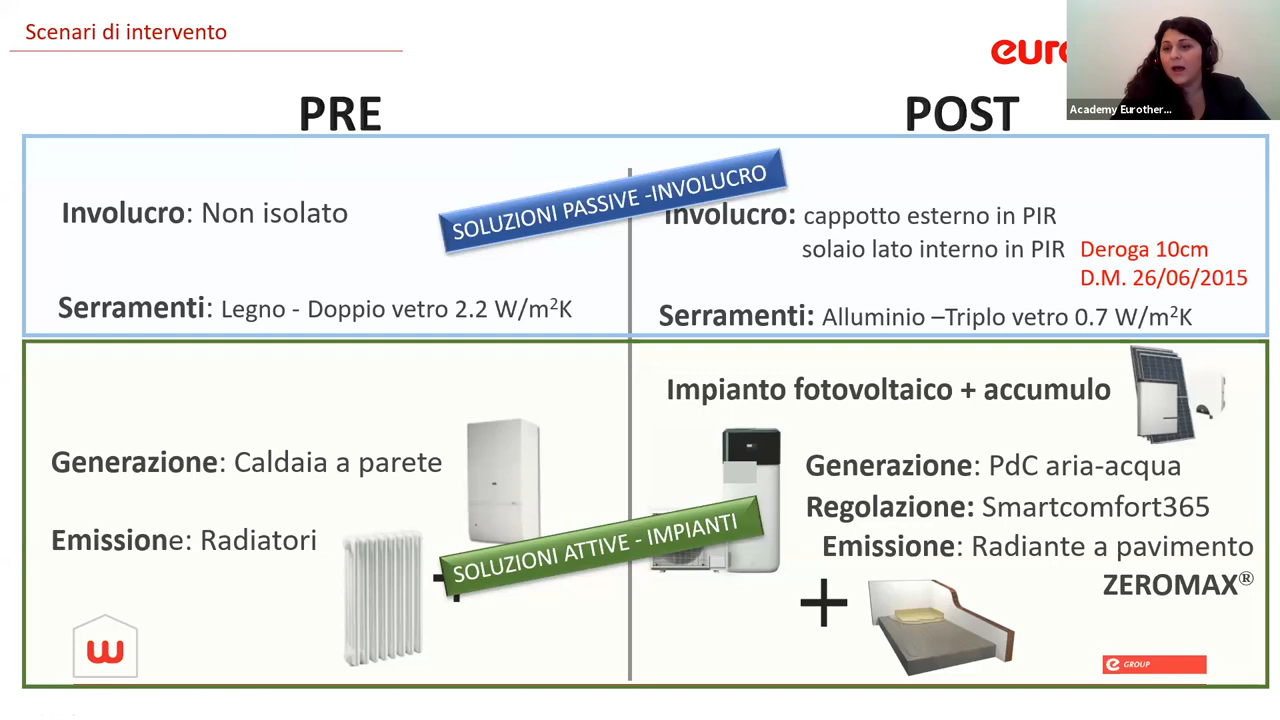 Scenari di intervento
Academy Eurother...
PRE
POST
SOLUZIONI PASSIVE -INVOLUCRO
Involucro: Non isolato
Involucro: cappotto esterno in PIR
solaio lato interno in PIR
Deroga 10cm
D.M. 26/06/2015
Serramenti: Legno - Doppio vetro 2.2 W/m²K
Serramenti: Alluminio –Triplo vetro 0.7 W/m²K
Impianto fotovoltaico + accumulo
Generazione: Caldaia a parete
Generazione: PdC aria-acqua
Regolazione: Smartcomfort365
SOLUZIONI ATTIVE - IMPIANTI
Emissione: Radiatori
Emissione: Radiante a pavimento
ZEROMAX®
+
w
e GROUP